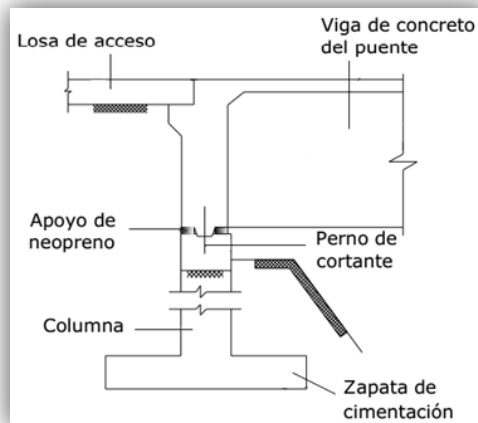 Losa de acceso
Viga de concreto
del puente
Apoyo de
neopreno
Perno de
cortante
Columna
Zapata de
cimentación